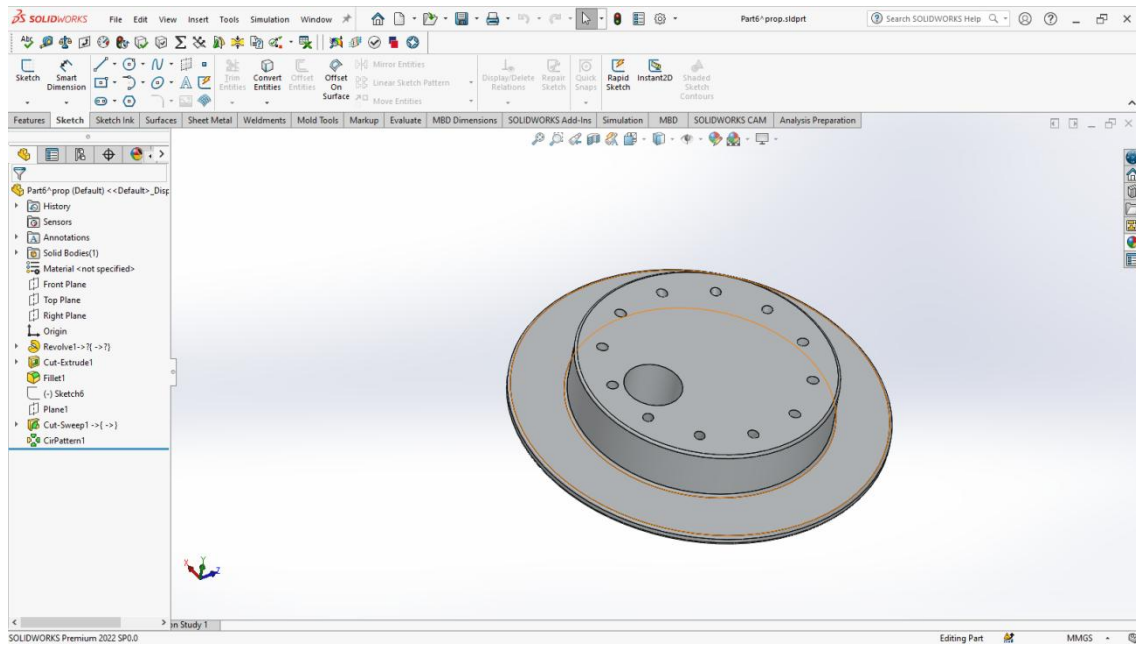 3S SOLIDWORKS File Edit View Insert Tools Simulation Window Part6^prop.sldprt Search SOLIDWORKS Help
Sketch Smart Dimension Trim Entities Convert Entities Offset Entities Offset On Surface Mirror Entities Linear Sketch Pattern Move Entities Display/Delete Relations Repair Sketch Quick Snaps Rapid Sketch Instant2D Shaded Sketch Contours
Features Sketch Sketch Ink Surfaces Sheet Metal Weldments Mold Tools Markup Evaluate MBD Dimensions SOLIDWORKS Add-Ins Simulation MBD SOLIDWORKS CAM Analysis Preparation
Part6^prop (Default) <<Default>_Disp
History
Sensors
Annotations
Solid Bodies(1)
Material <not specified>
Front Plane
Top Plane
Right Plane
Origin
Revolve1->?{ ->?}
Cut-Extrude1
Fillet1
(-) Sketch6
Plane1
Cut-Sweep1 ->{ ->}
CirPattern1
X Y Z
on Study 1
SOLIDWORKS Premium 2022 SP0.0 Editing Part MMGS